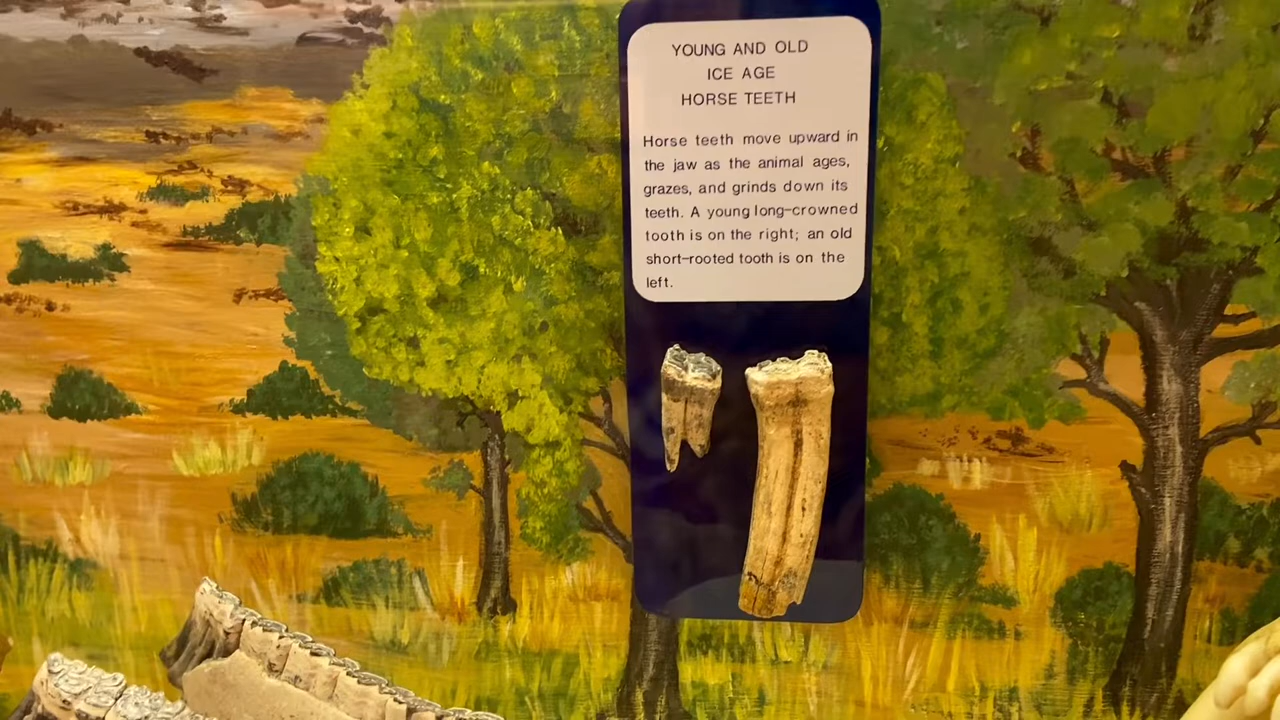 YOUNG AND OLD
ICE AGE
HORSE TEETH
Horse teeth move upward in
the jaw as the animal ages,
grazes, and grinds down its
teeth. A young long-crowned
tooth is on the right; an old
short-rooted tooth is on the
left.